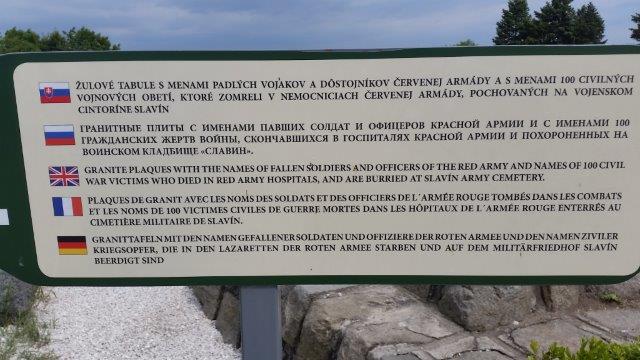 ŽULOVÉ TABULE S MENAMI PADLÝCH VOJAKOV A DÔSTOJNÍKOV ČERVENEJ ARMÁDY A S MENAMI 100 CIVILNÝCH
VOJNOVÝCH OBETÍ, KTORÉ ZOMRELI V NEMOCNICIACH ČERVENEJ ARMÁDY, POCHOVANÝCH NA VOJENSKOM
CINTORÍNE SLAVÍN
ГРАНИТНЫЕ ПЛИТЫ С ИМЕНАМИ ПАВШИХ СОЛДАТ И ОФИЦЕРОВ КРАСНОЙ АРМИИ И С ИМЕНАМИ 100
ГРАЖДАНСКИХ ЖЕРТВ ВОЙНЫ, СКОНЧАВШИХСЯ В ГОСПИТАЛЯХ КРАСНОЙ АРМИИ И ПОХОРОНЕННЫХ НА
ВОИНСКОМ КЛАДБИЩЕ «СЛАВИН».
GRANITE PLAQUES WITH THE NAMES OF FALLEN SOLDIERS AND OFFICERS OF THE RED ARMY AND NAMES OF 100 CIVIL
WAR VICTIMS WHO DIED IN RED ARMY HOSPITALS, AND ARE BURRIED AT SLAVÍN ARMY CEMETERY.
PLAQUES DE GRANIT AVEC LES NOMS DES SOLDATS ET DES OFFICIERS DE L´ARMÉE ROUGE TOMBÉS DANS LES COMBATS
ET LES NOMS DE 100 VICTIMES CIVILES DE GUERRE MORTES DANS LES HÔPITAUX DE L´ARMÉE ROUGE ENTERRÉS AU
CIMETIÈRE MILITAIRE DE SLAVÍN.
GRANITTAFELN MIT DEN NAMEN GEFALLENER SOLDATEN UND OFFIZIERE DER ROTEN ARMEE UND DEN NAMEN ZIVILER
KRIEGSOPFER, DIE IN DEN LAZARETTEN DER ROTEN ARMEE STARBEN UND AUF DEM MILITÄRFRIEDHOF SLAVÍN
BEERDIGT SIND